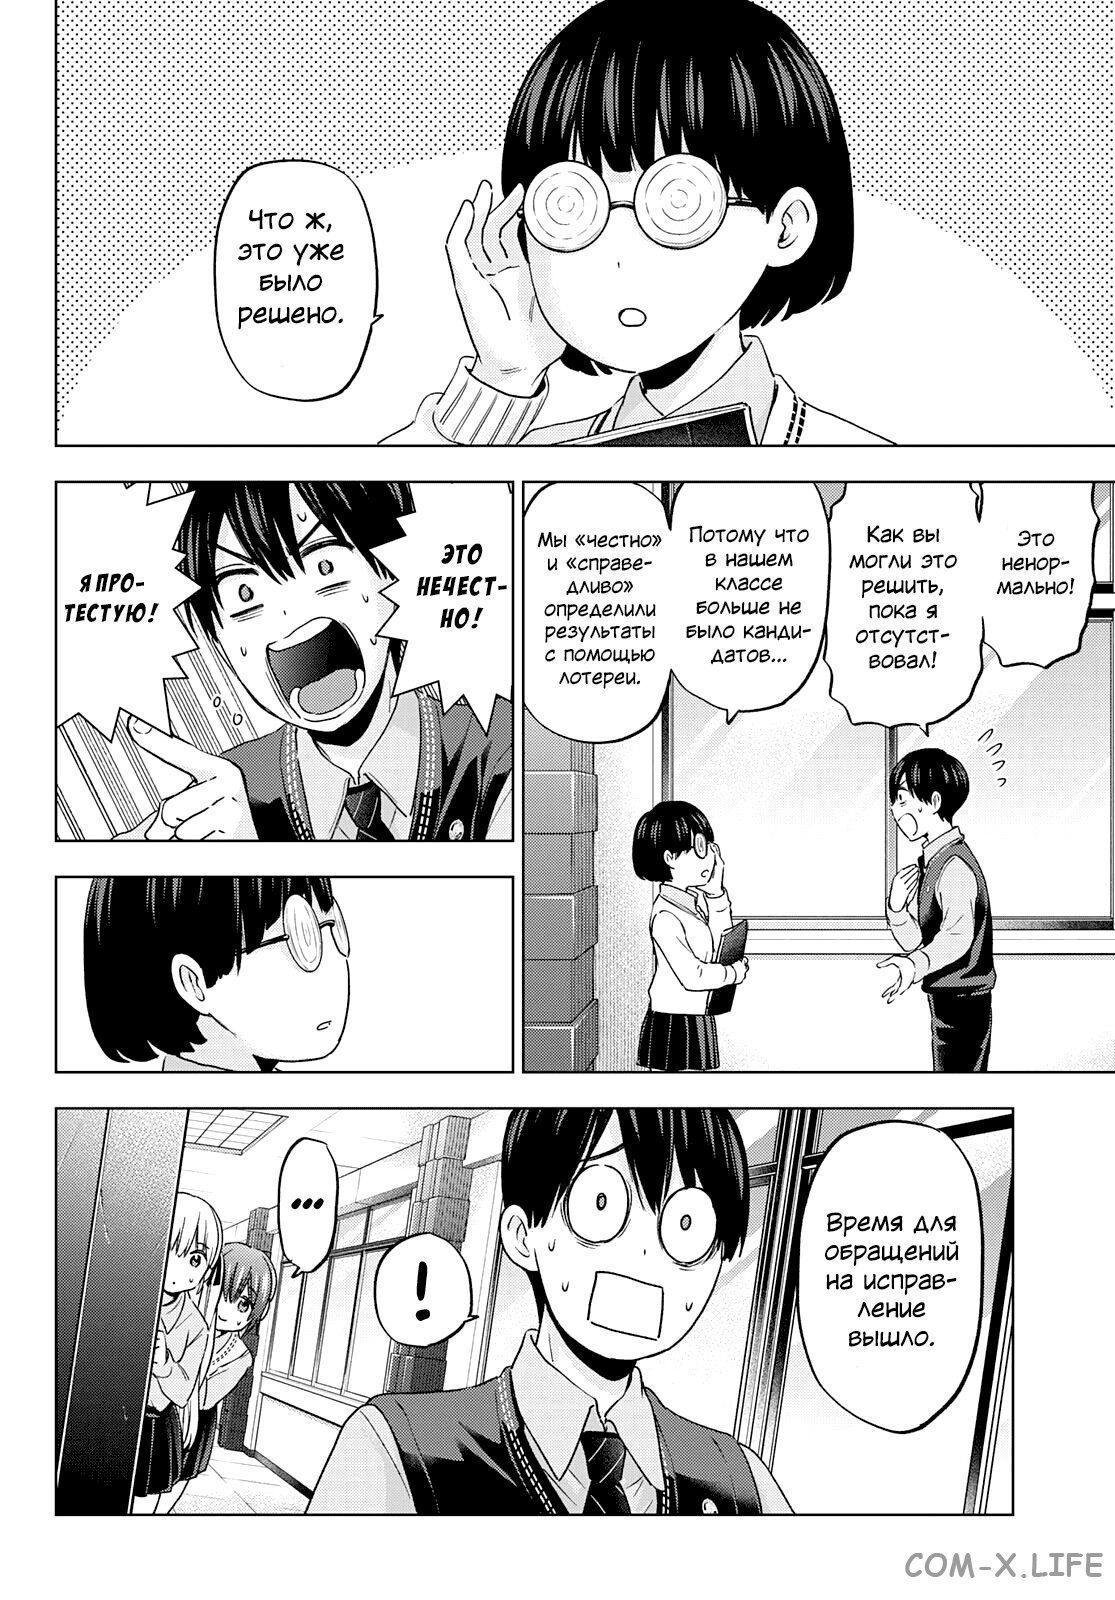 Что ж,
это уже
было
решено.
Это
ненор-
мально!
Как вы
могли это
решить,
пока я
отсутст-
вовал!
Потому что
в нашем
классе
больше не
было канди-
датов...
Мы «честно»
и «справе-
дливо»
определили
результаты
с помощью
лотереи.
Это
нечест-
но!
Я про-
тестую!
Время для
обращений
на исправ-
ление
вышло.
!
...
COM-X.LIFE